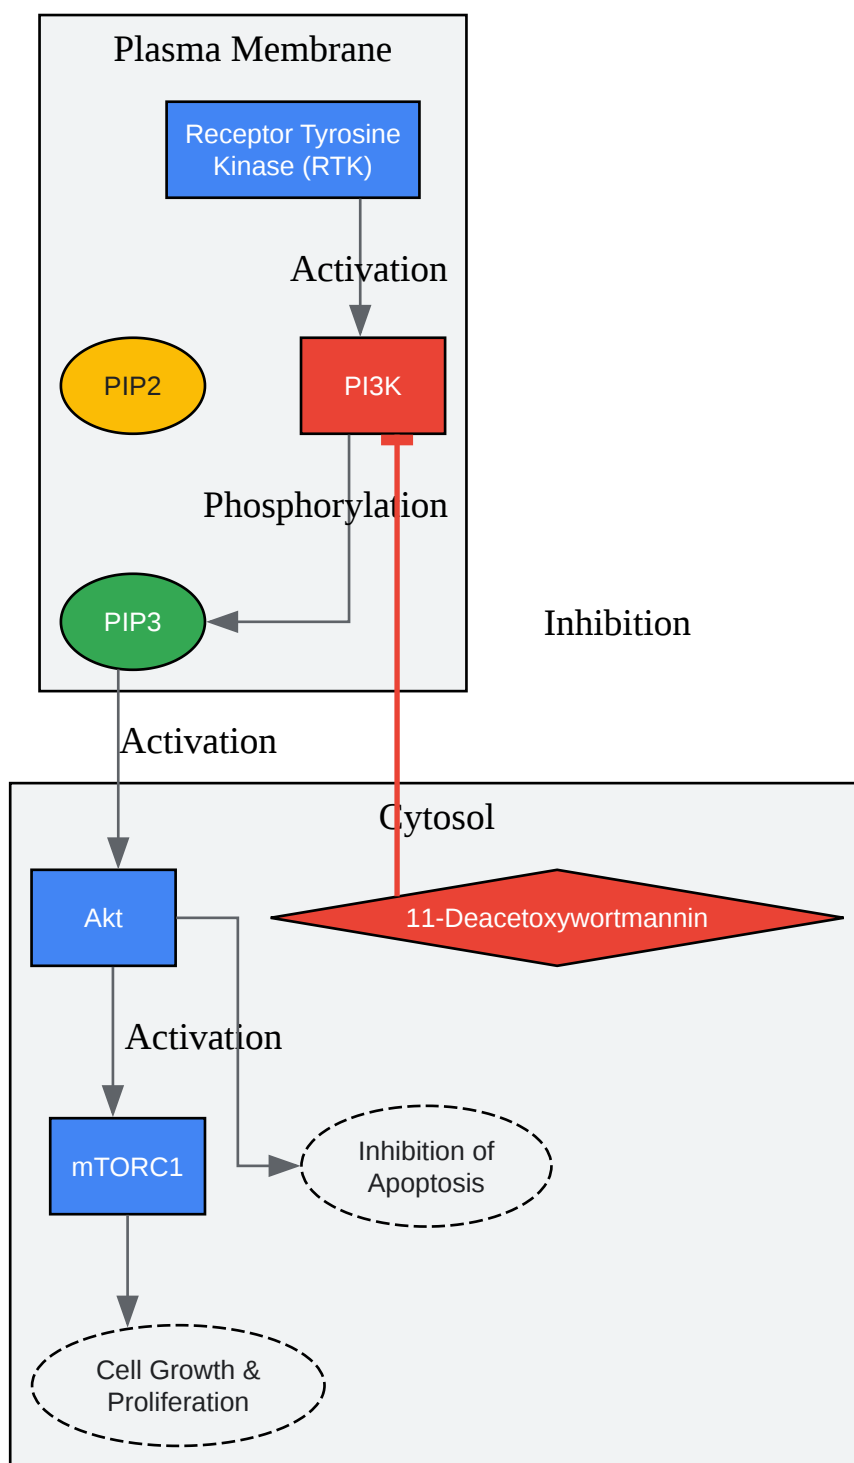 Plasma Membrane
Receptor Tyrosine
Kinase (RTK)
Activation
PIP2
PI3K
Phosphorylation
PIP3
Inhibition
Activation
Cytosol
Akt
11-Deacetoxywortmannin
Activation
Inhibition of
Apoptosis
mTORC1
Cell Growth &
Proliferation